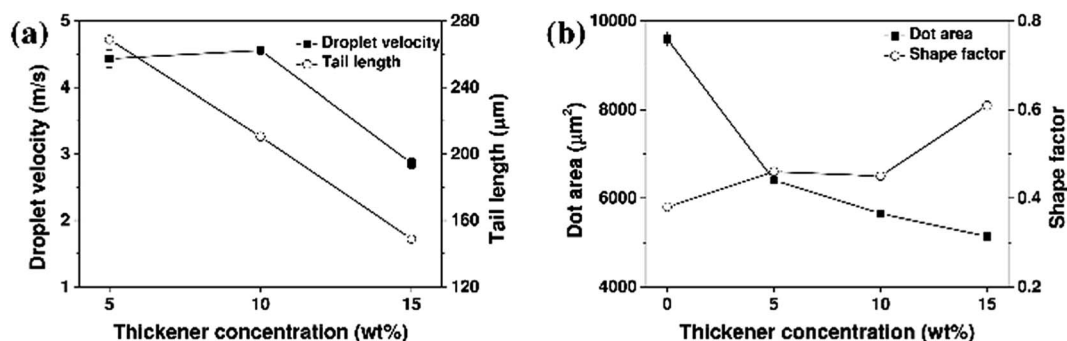 (a)
Droplet velocity (m/s)
5
4
3
2
1
Droplet velocity
Tail length
280
240
200
160
120
Tail length (μm)
5
10
15
Thickener concentration (wt%)
(b)
Dot area (μm²)
10000
8000
6000
4000
Dot area
Shape factor
0.8
0.6
0.4
0.2
Shape factor
0
5
10
15
Thickener concentration (wt%)